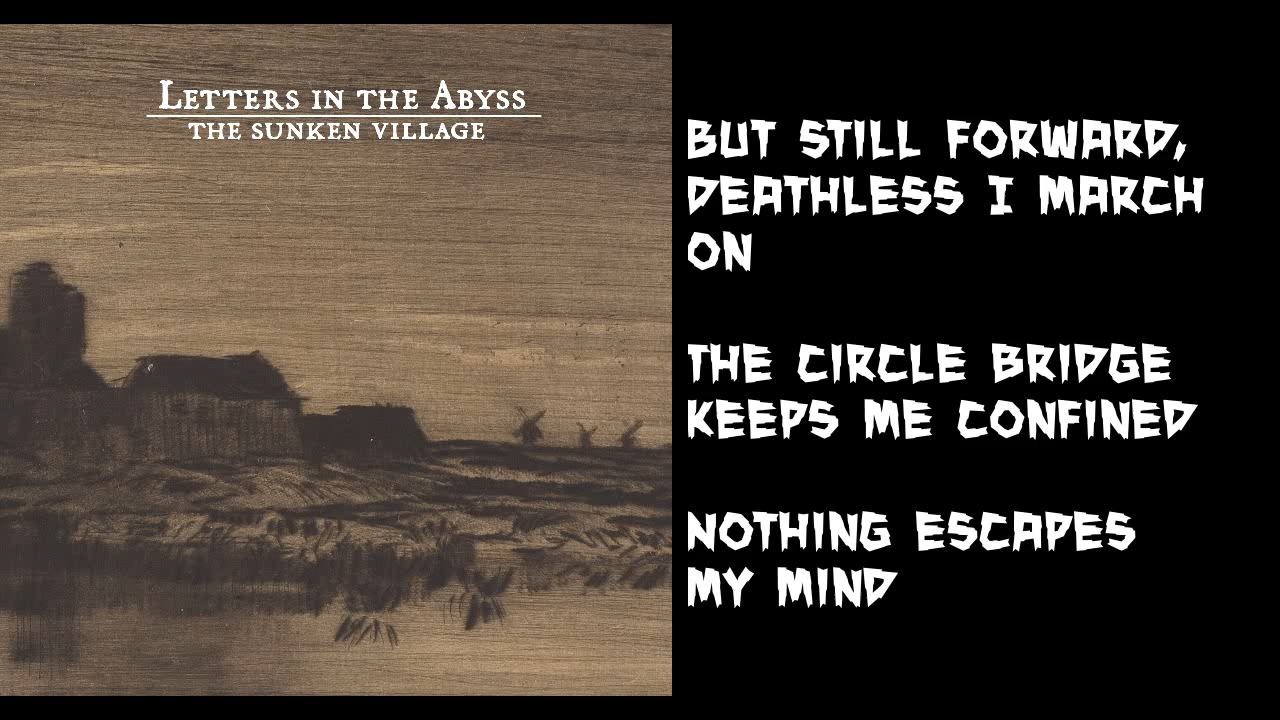 Letters in the Abyss
the sunken village
BUT STILL FORWARD,
DEATHLESS I MARCH
ON
THE CIRCLE BRIDGE
KEEPS ME CONFINED
NOTHING ESCAPES
MY MIND